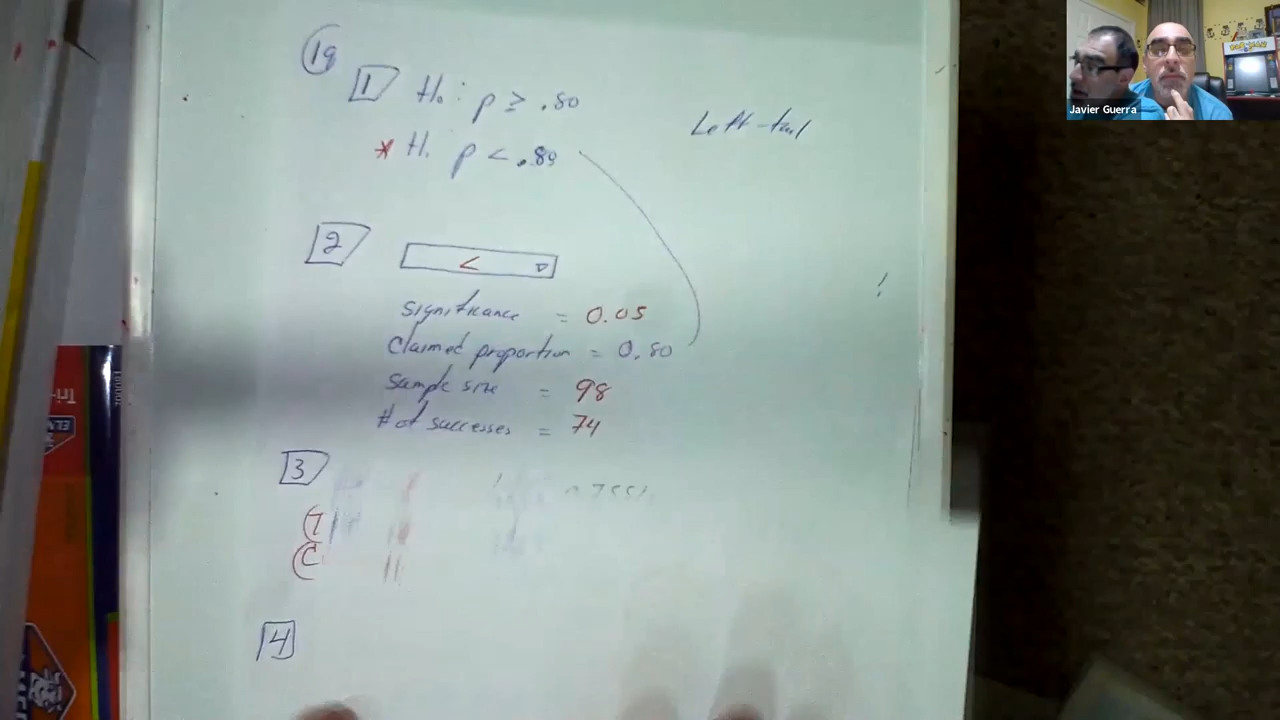 19
1 H₀: p ≥ .80
Left-tail
* H₁ p < .80
2
<
Significance = 0.05
Claimed proportion = 0.80
Sample size = 98
# of successes = 74
3
T
C
4
Javier Guerra